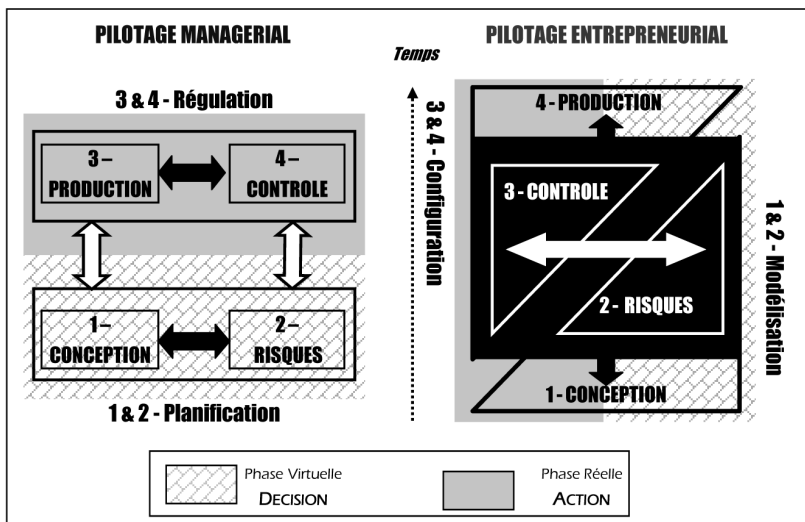 PILOTAGE MANAGERIAL
3 & 4 - Régulation
3 –
PRODUCTION
4 –
CONTROLE
1 –
CONCEPTION
2 –
RISQUES
1 & 2 - Planification
Temps
PILOTAGE ENTREPRENEURIAL
3 & 4 - Configuration
4 - PRODUCTION
3 - CONTROLE
2 - RISQUES
1 - CONCEPTION
1 & 2 - Modélisation
Phase Virtuelle
DECISION
Phase Réelle
ACTION